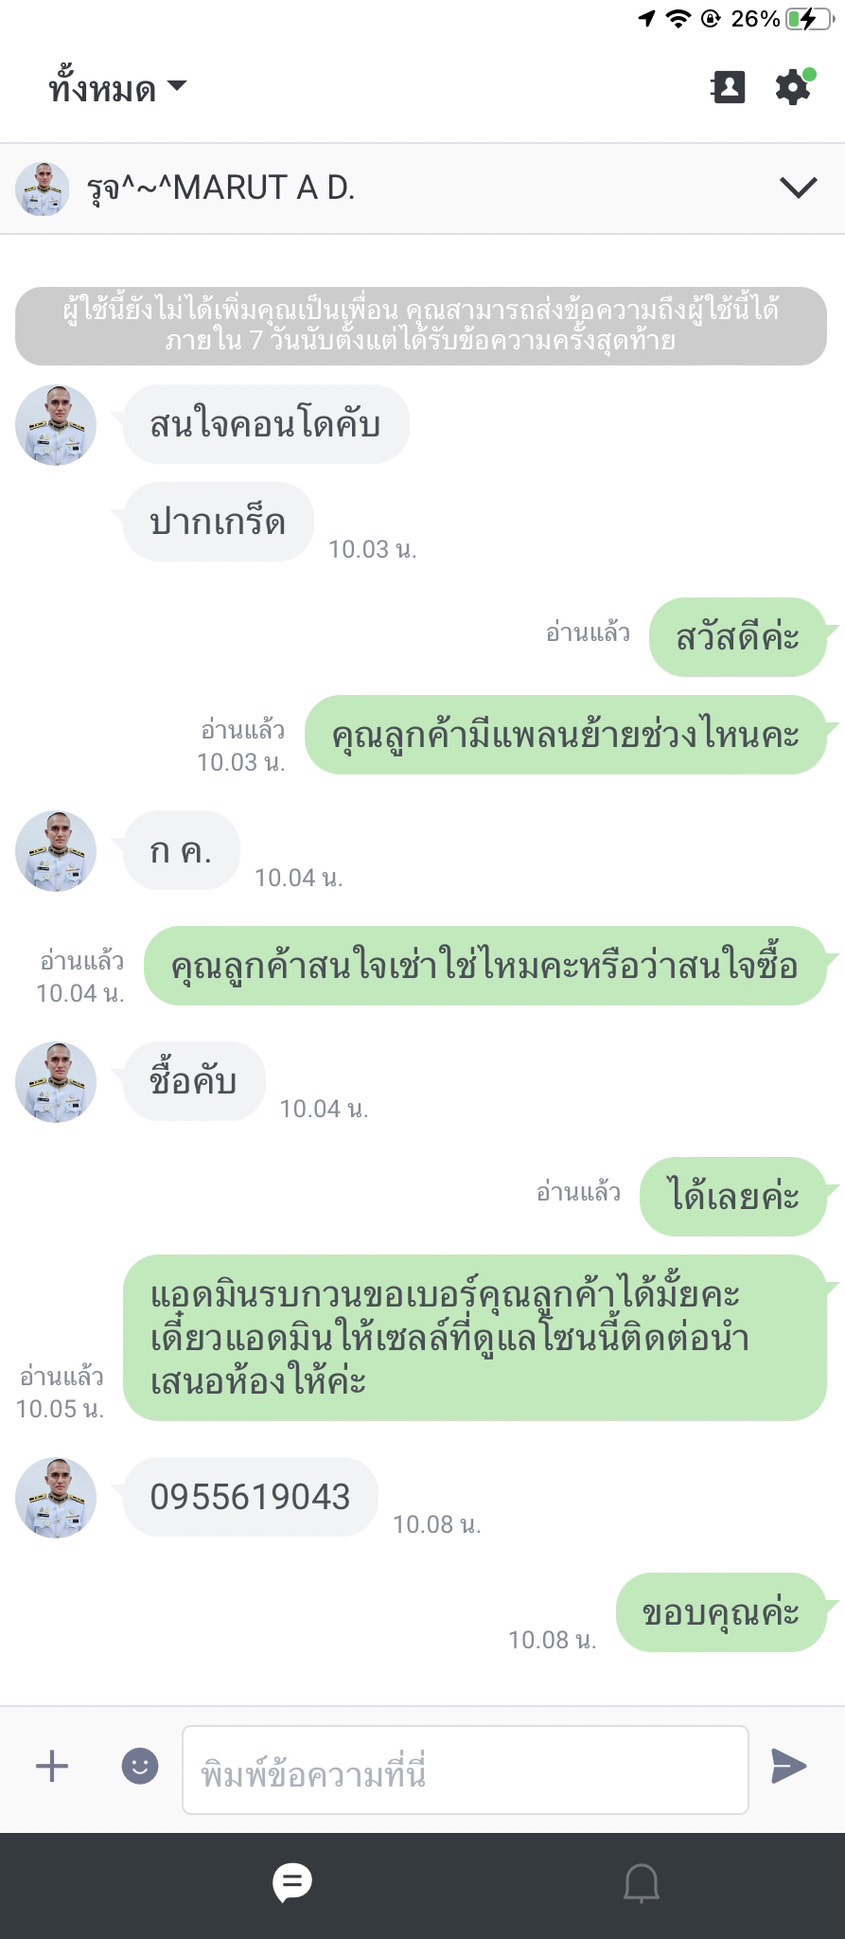 26%
ทั้งหมด
รุจ^~^MARUT A D.
ผู้ใช้นี้ยังไม่ได้เพิ่มคุณเป็นเพื่อน คุณสามารถส่งข้อความถึงผู้ใช้นี้ได้
ภายใน 7 วันนับตั้งแต่ได้รับข้อความครั้งสุดท้าย
สนใจคอนโดคับ
ปากเกร็ด
10.03 น.
อ่านแล้ว
สวัสดีค่ะ
อ่านแล้ว
10.03 น.
คุณลูกค้ามีแพลนย้ายช่วงไหนคะ
ก ค.
10.04 น.
อ่านแล้ว
10.04 น.
คุณลูกค้าสนใจเช่าใช่ไหมคะหรือว่าสนใจซื้อ
ชื้อคับ
10.04 น.
อ่านแล้ว
ได้เลยค่ะ
แอดมินรบกวนขอเบอร์คุณลูกค้าได้มั้ยคะ
เดี๋ยวแอดมินให้เซลล์ที่ดูแลโซนนี้ติดต่อนำ
เสนอห้องให้ค่ะ
อ่านแล้ว
10.05 น.
0955619043
10.08 น.
ขอบคุณค่ะ
10.08 น.
พิมพ์ข้อความที่นี่